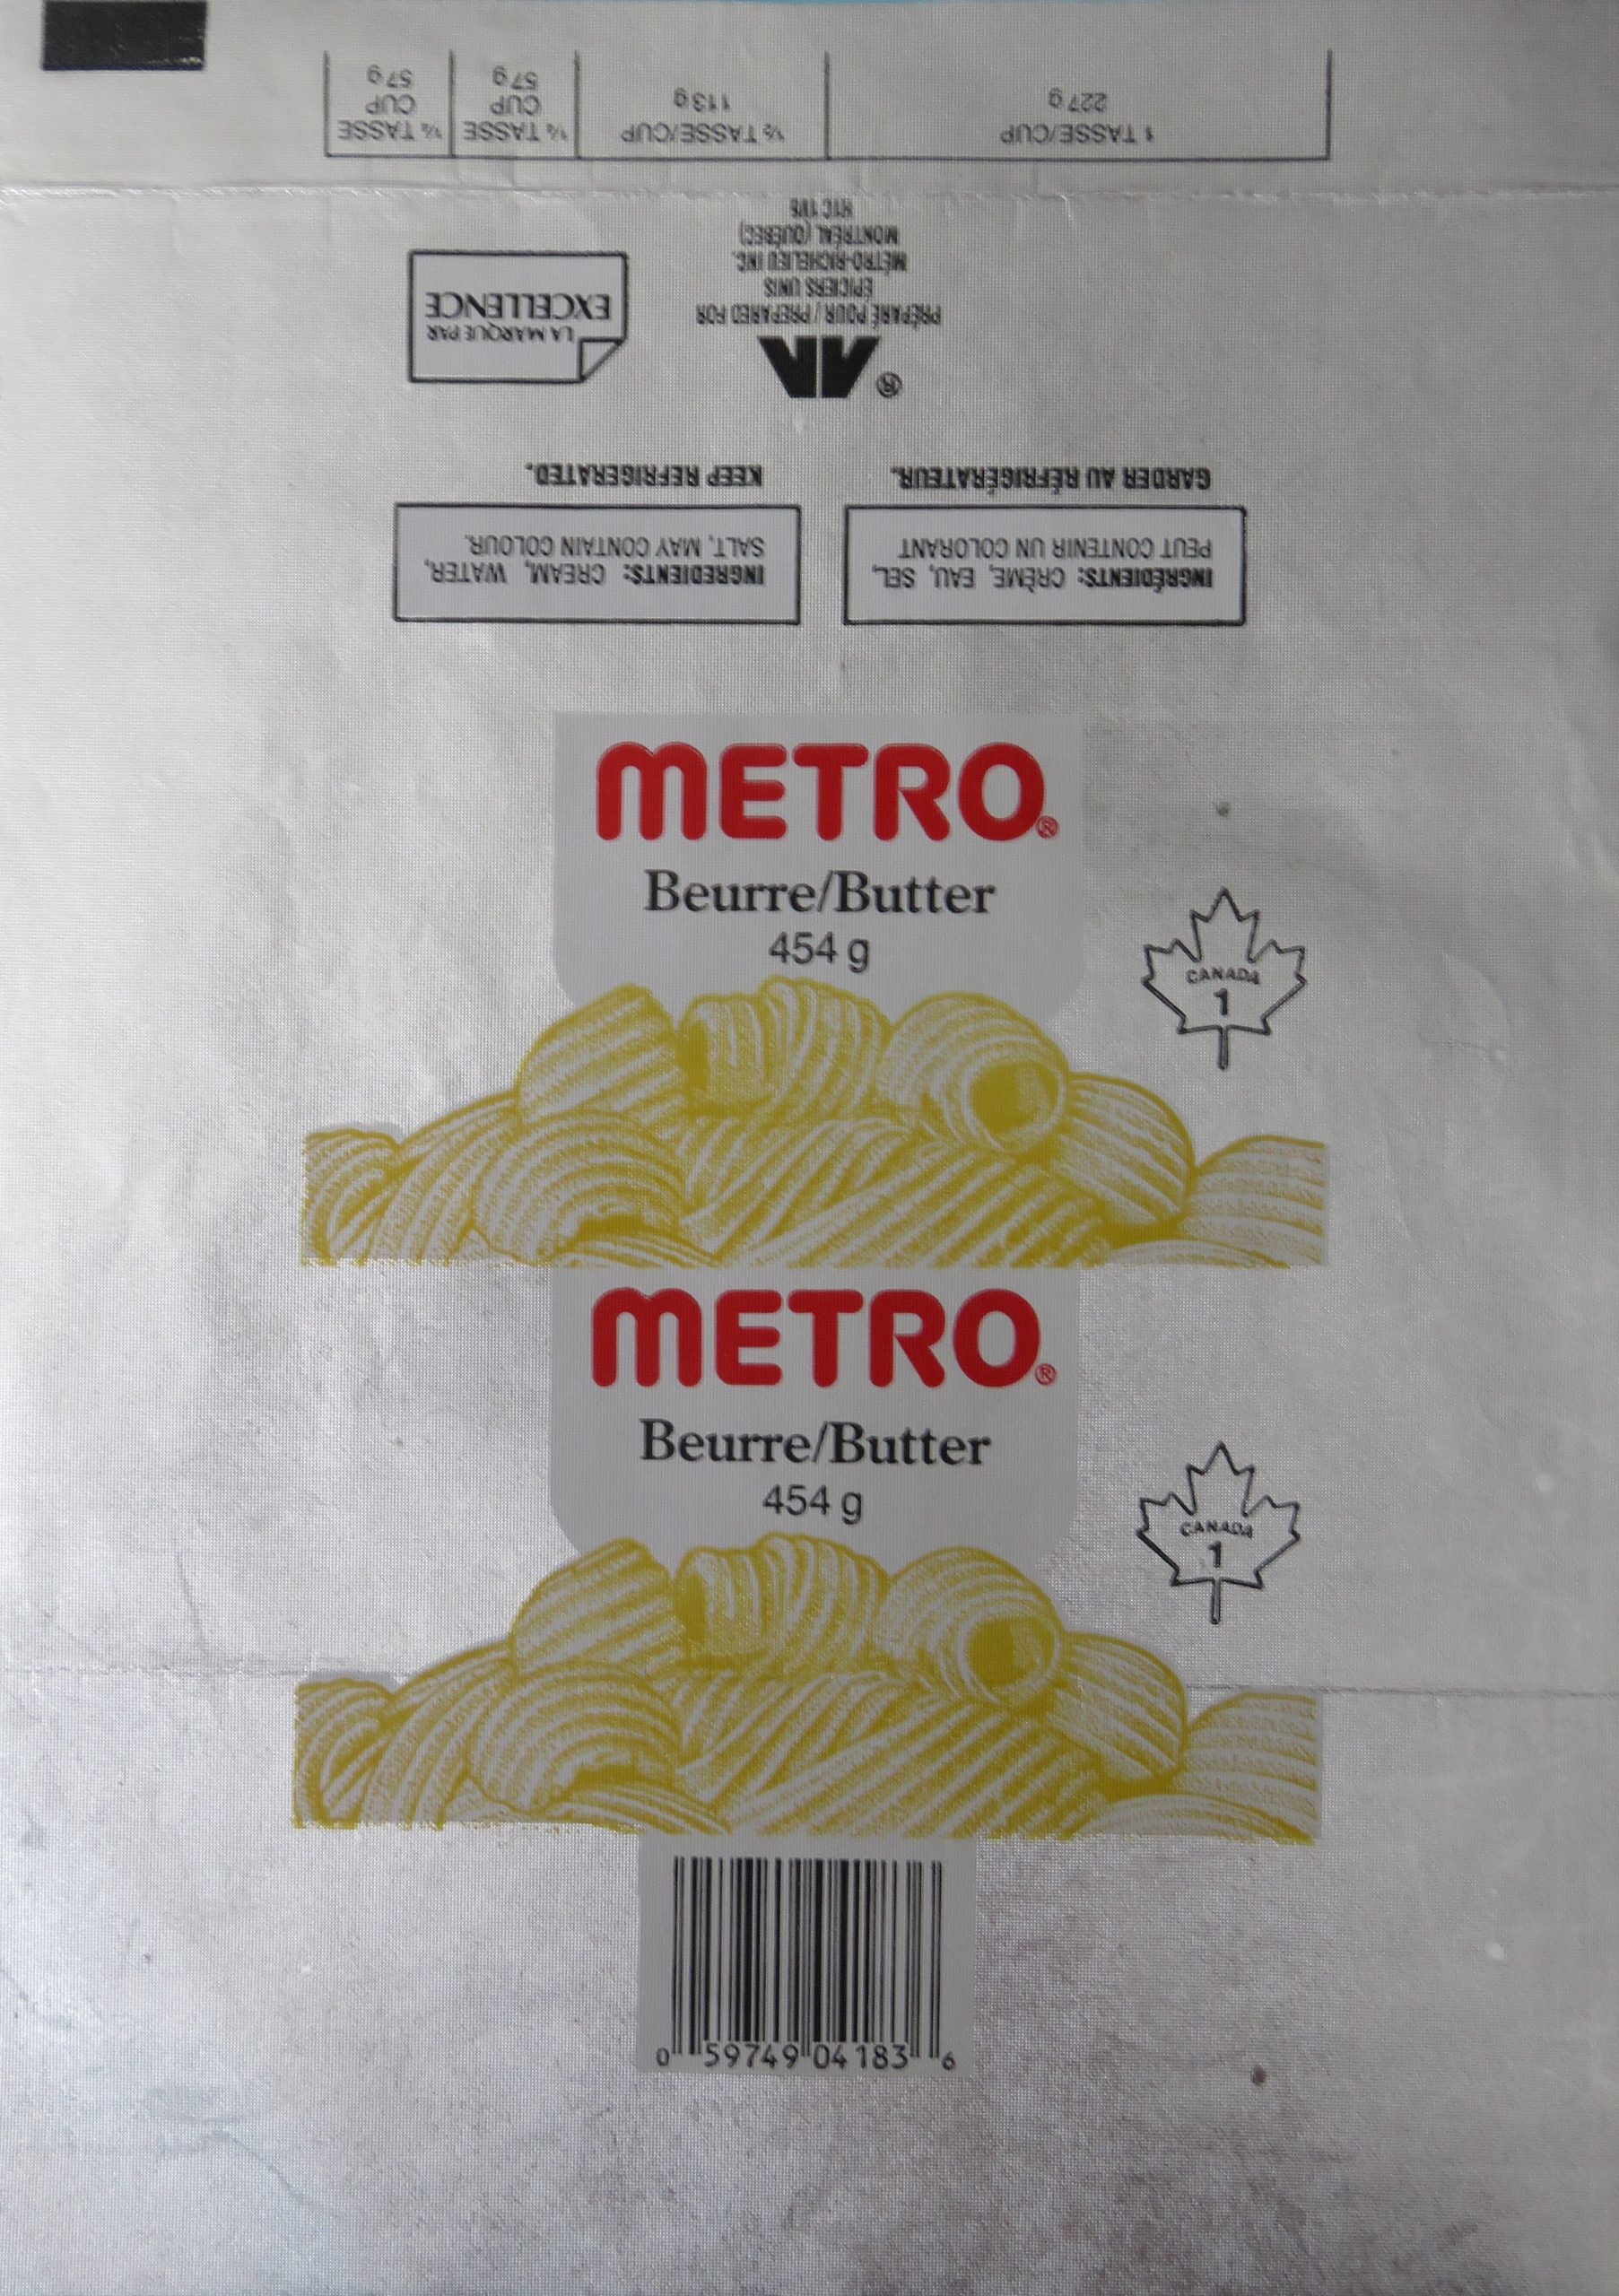 ¼ TASSE
CUP
57 g
¼ TASSE
CUP
57 g
½ TASSE/CUP
113 g
1 TASSE/CUP
227 g
LA MARQUE PAR
EXCELLENCE
®
PRÉPARÉ POUR / PREPARED FOR
ÉPICIERS UNIS
MÉTRO-RICHELIEU INC.
MONTRÉAL (QUÉBEC)
H1C 1V6
INGRÉDIENTS: CRÈME, EAU, SEL,
PEUT CONTENIR UN COLORANT
GARDER AU RÉFRIGÉRATEUR.
INGREDIENTS: CREAM, WATER,
SALT, MAY CONTAIN COLOUR.
KEEP REFRIGERATED.
METRO®
Beurre/Butter
454 g
CANADA
1
METRO®
Beurre/Butter
454 g
CANADA
1
0 59749 04183 6